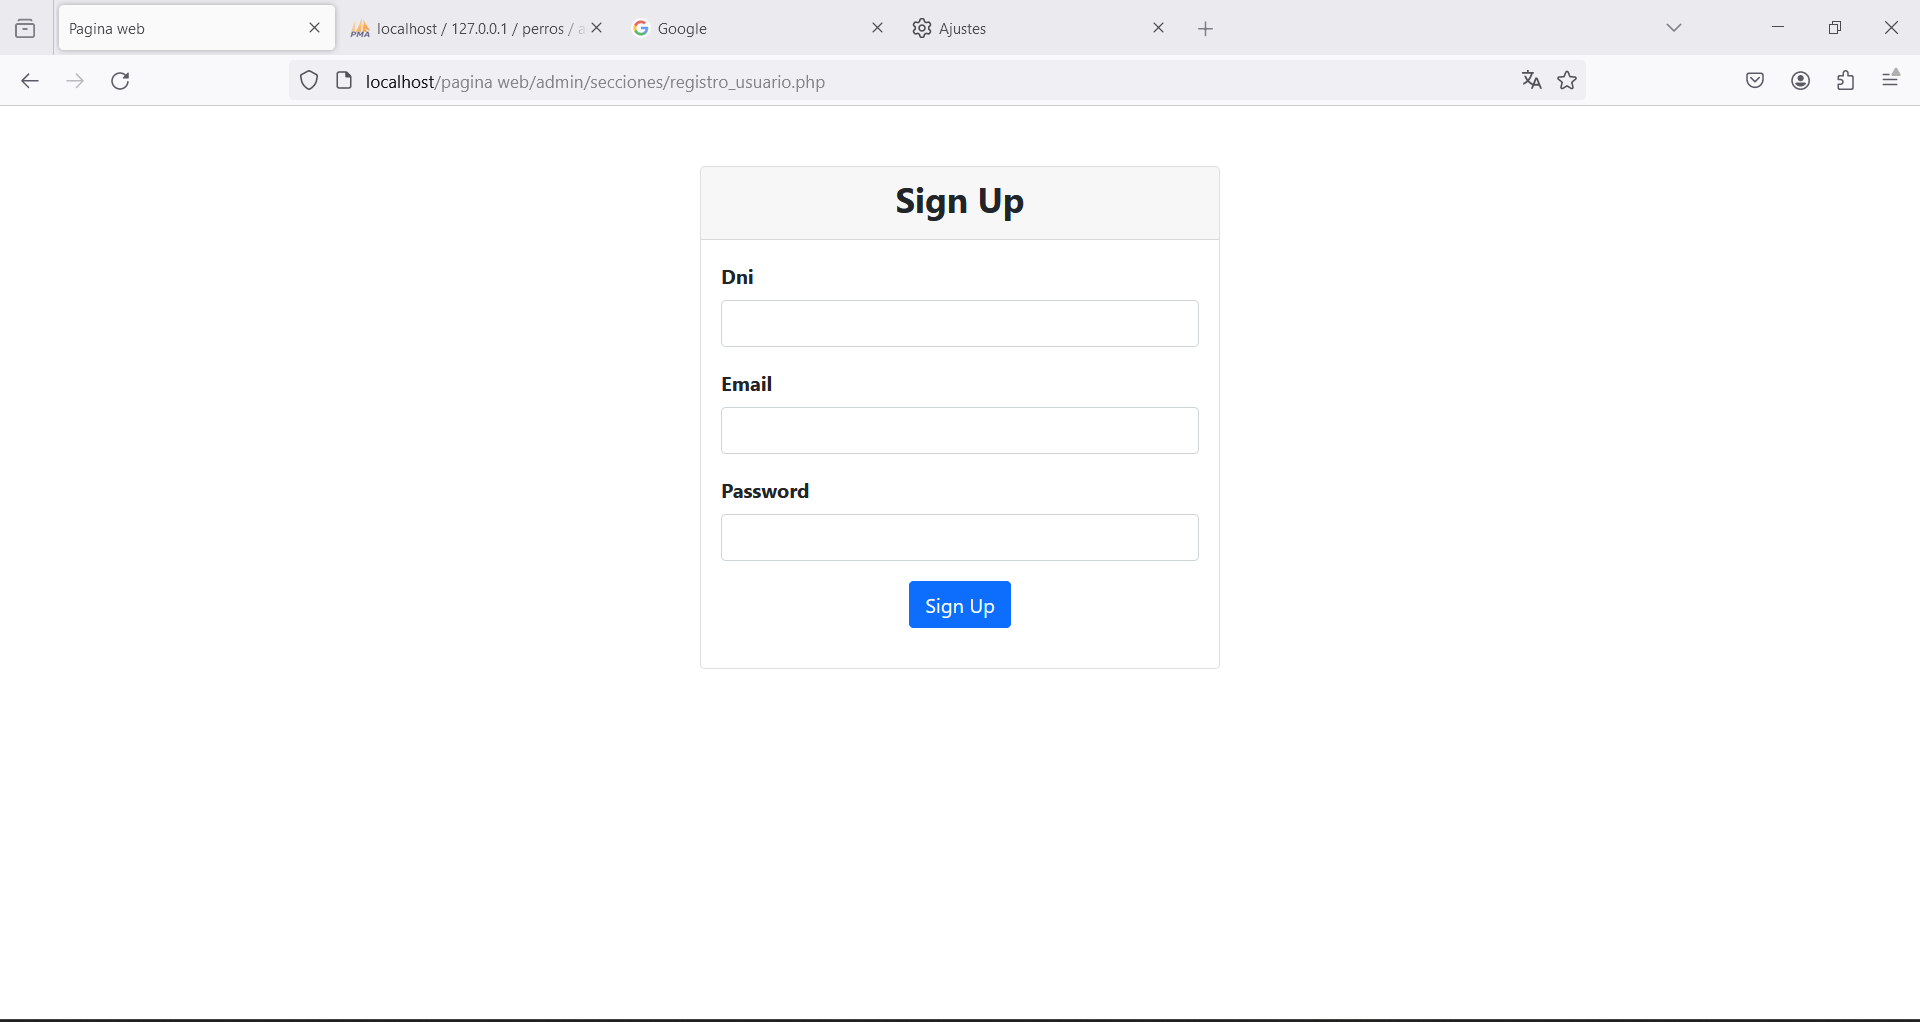 Pagina web
localhost / 127.0.0.1 / perros /
Google
Ajustes
localhost/pagina web/admin/secciones/registro_usuario.php
Sign Up
Dni
Email
Password
Sign Up